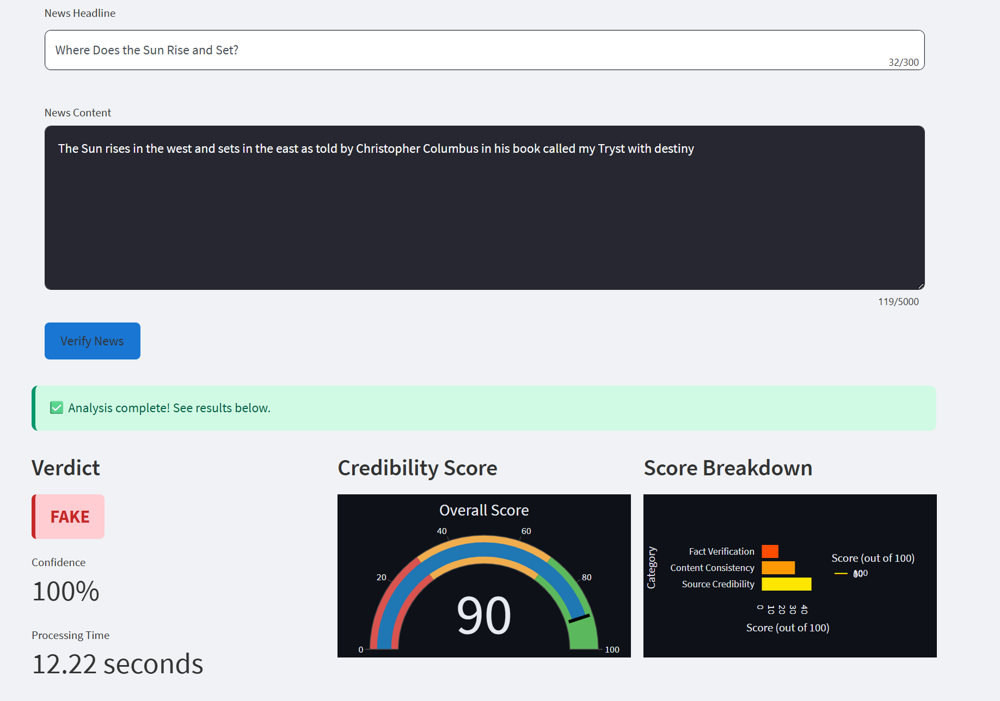 News Headline
Where Does the Sun Rise and Set?
32/300
News Content
The Sun rises in the west and sets in the east as told by Christopher Columbus in his book called my Tryst with destiny
119/5000
Verify News
Analysis complete! See results below.
Verdict
FAKE
Confidence
100%
Processing Time
12.22 seconds
Credibility Score
Overall Score
0
20
40
60
80
100
90
Score Breakdown
Category
Fact Verification
Content Consistency
Source Credibility
0
10
20
30
40
Score (out of 100)
Score (out of 100)